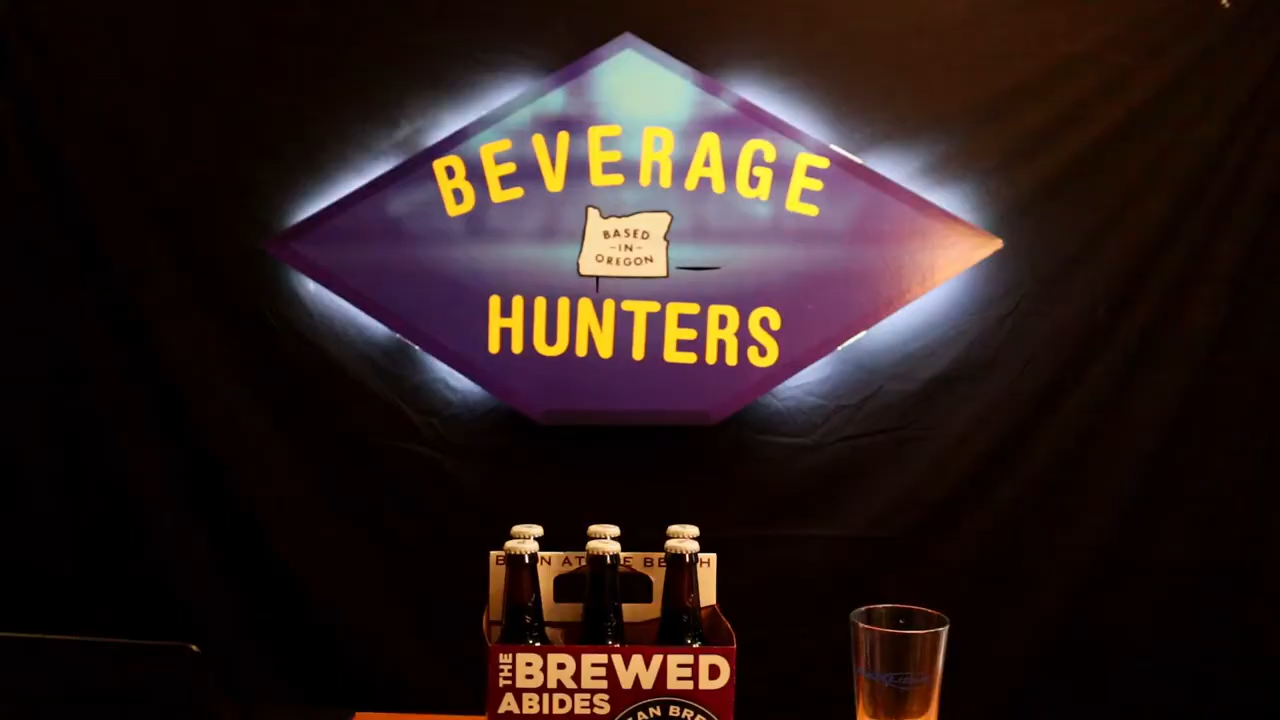 BEVERAGE
BASED
-IN-
OREGON
HUNTERS
THE BREWED
ABIDES